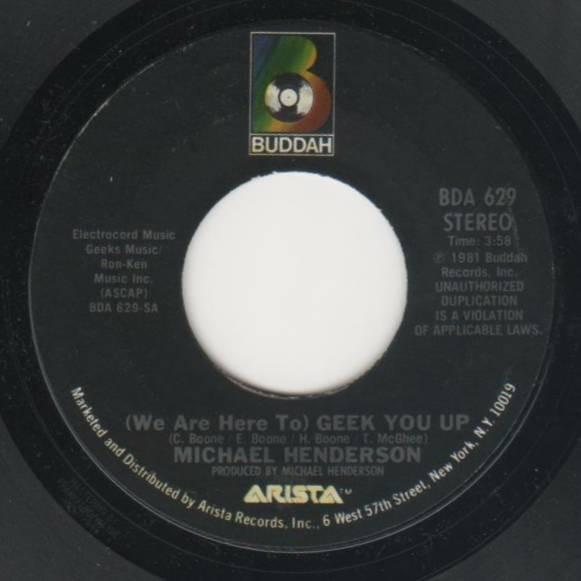 BUDDAH
BDA 629
STEREO
Time: 3:58
℗ 1981 Buddah
Records, Inc.
UNAUTHORIZED
DUPLICATION
IS A VIOLATION
OF APPLICABLE LAWS.
Electrocord Music
Geeks Music/
Ron-Ken
Music Inc.
(ASCAP)
BDA 629-SA
(We Are Here To) GEEK YOU UP
(C. Boone / E. Boone / H. Boone / T. McGhee)
MICHAEL HENDERSON
PRODUCED BY MICHAEL HENDERSON
ARISTA™
Marketed and Distributed by Arista Records, Inc., 6 West 57th Street, New York, N.Y. 10019